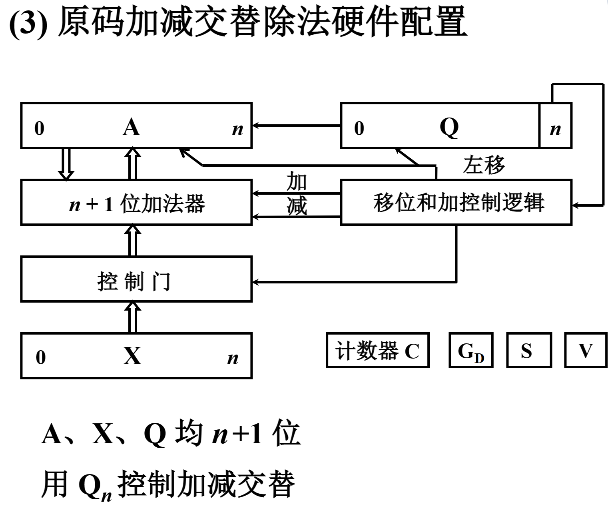 (3) 原码加减交替除法硬件配置
0 A n
0 Q n
左移
加
n + 1 位加法器
减
移位和加控制逻辑
控 制 门
0 X n
计数器 C
G_D
S
V
A、X、Q 均 n+1 位
用 Q_n 控制加减交替